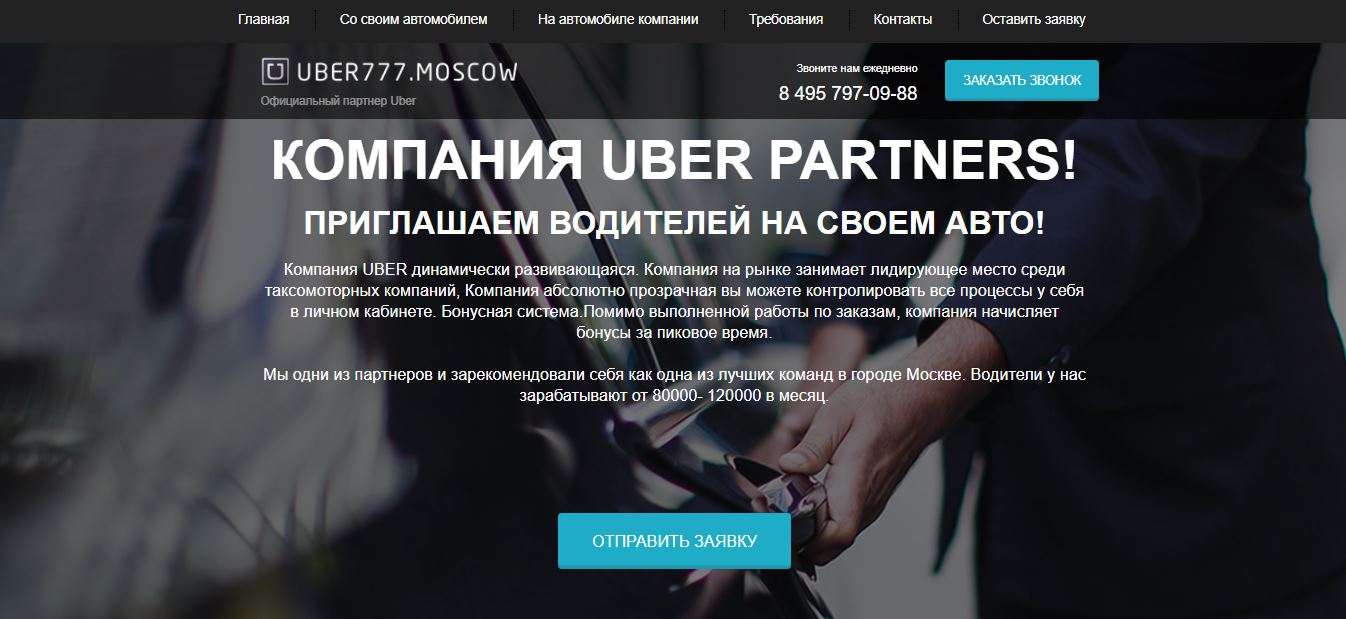 Главная
Со своим автомобилем
На автомобиле компании
Требования
Контакты
Оставить заявку
UBER777.MOSCOW
Официальный партнер Uber
Звоните нам ежедневно
8 495 797-09-88
ЗАКАЗАТЬ ЗВОНОК
КОМПАНИЯ UBER PARTNERS!
ПРИГЛАШАЕМ ВОДИТЕЛЕЙ НА СВОЕМ АВТО!
Компания UBER динамически развивающаяся. Компания на рынке занимает лидирующее место среди
таксомоторных компаний, Компания абсолютно прозрачная вы можете контролировать все процессы у себя
в личном кабинете. Бонусная система.Помимо выполненной работы по заказам, компания начисляет
бонусы за пиковое время.
Мы одни из партнеров и зарекомендовали себя как одна из лучших команд в городе Москве. Водители у нас
зарабатывают от 80000- 120000 в месяц.
ОТПРАВИТЬ ЗАЯВКУ